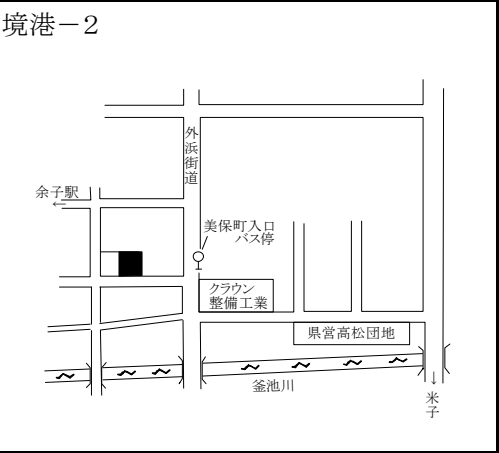 境港－2
外浜街道
余子駅
←
美保町入口
バス停
クラウン
整備工業
県営高松団地
釜池川
→
米子